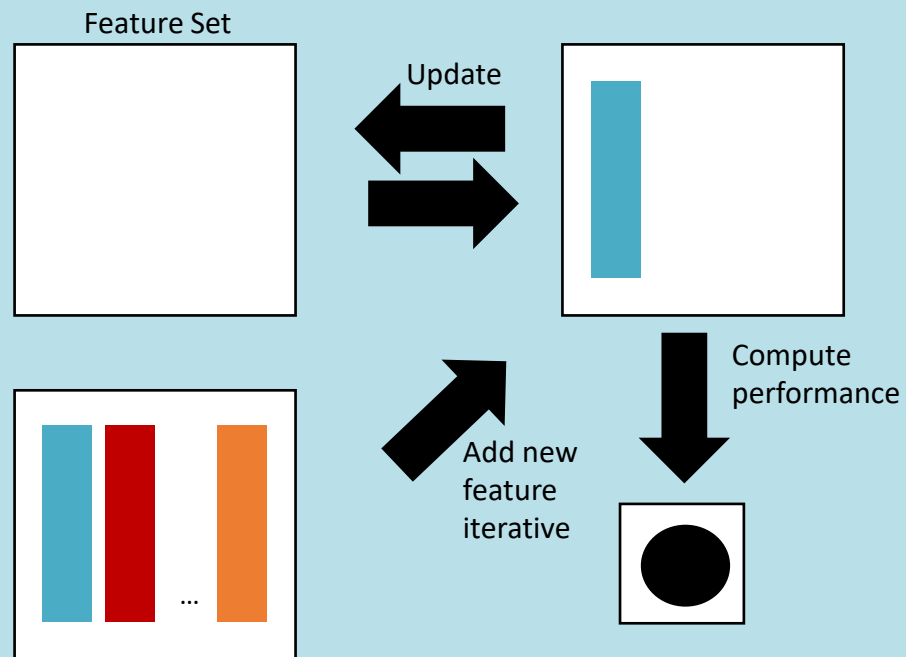 Feature Set
Update
Compute
performance
Add new
feature
iterative
...